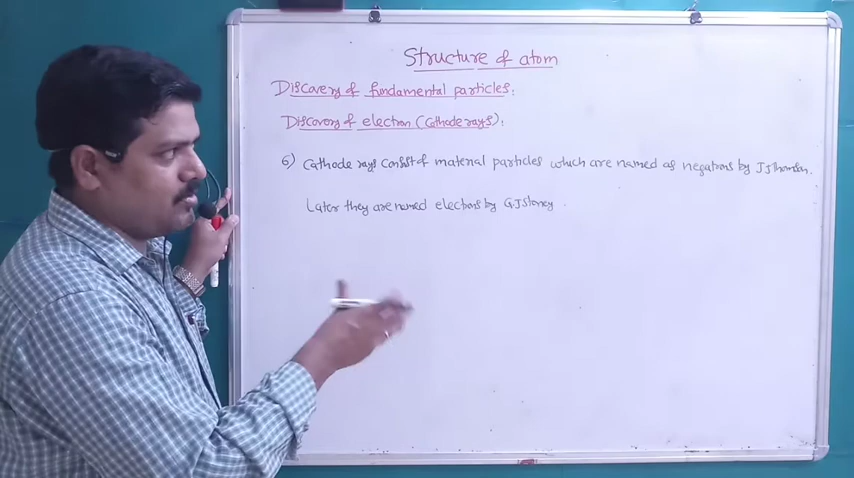 Structure of atom
Discovery of fundamental particles:
Discovery of electron (Cathode rays):
6) Cathode rays Consist of material particles which are named as negatrons by JJ Thomson.
Later they are named electrons by G.J Stoney.